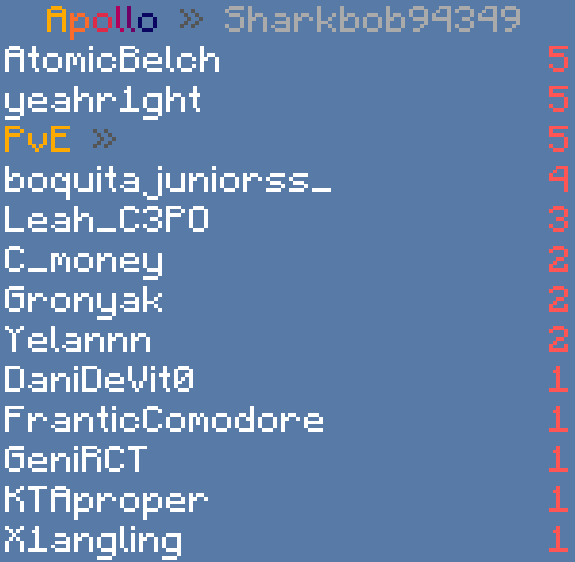 Apollo » Sharkbob94349
AtomicBelch 5
yeahr1ght 5
PvE » 5
boquita_juniorss_ 4
Leah_C3PO 3
C_money 2
Gronyak 2
Yelannn 2
DaniDeVit0 1
FranticComodore 1
GeniRCT 1
KTAproper 1
X1angling 1